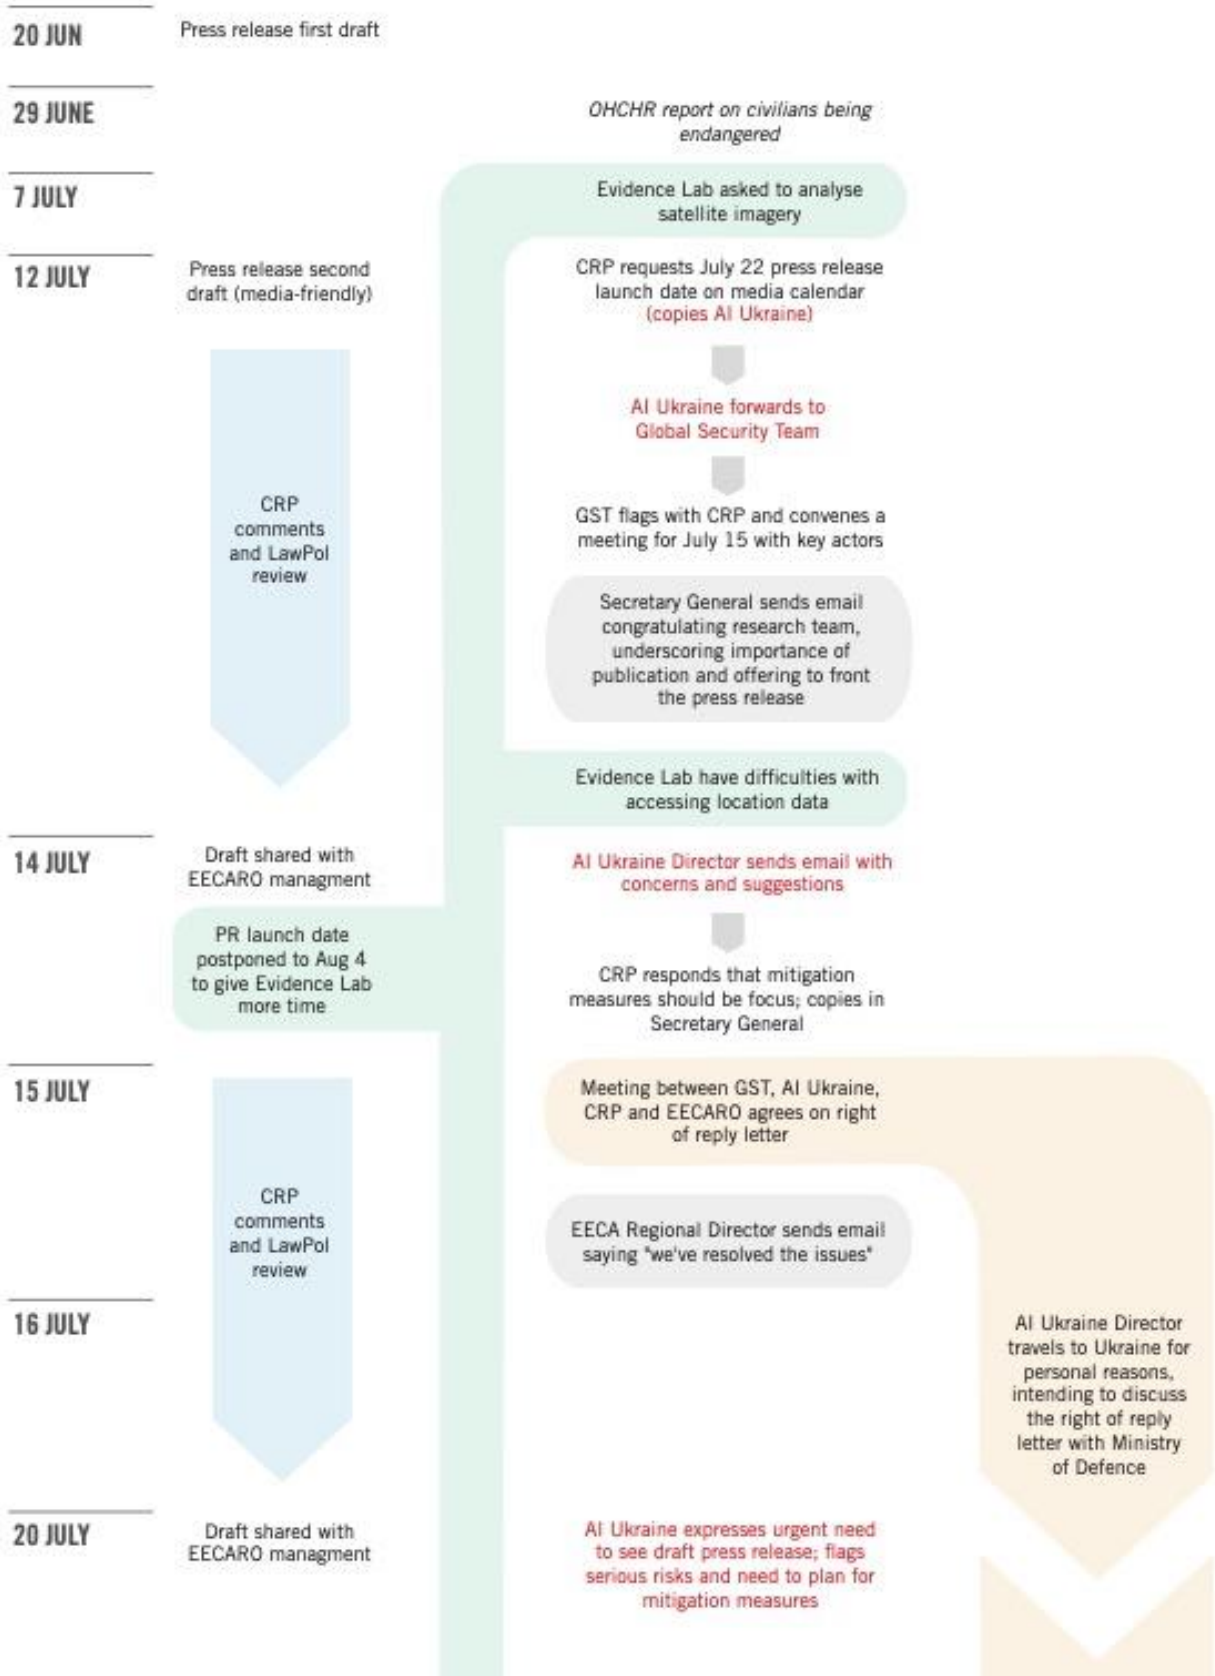 20 JUN
Press release first draft
29 JUNE
OHCHR report on civilians being
endangered
7 JULY
Evidence Lab asked to analyse
satellite imagery
12 JULY
Press release second
draft (media-friendly)
CRP requests July 22 press release
launch date on media calendar
(copies AI Ukraine)
AI Ukraine forwards to
Global Security Team
CRP
comments
and LawPol
review
GST flags with CRP and convenes a
meeting for July 15 with key actors
Secretary General sends email
congratulating research team,
underscoring importance of
publication and offering to front
the press release
Evidence Lab have difficulties with
accessing location data
14 JULY
Draft shared with
EECARO managment
AI Ukraine Director sends email with
concerns and suggestions
PR launch date
postponed to Aug 4
to give Evidence Lab
more time
CRP responds that mitigation
measures should be focus; copies in
Secretary General
15 JULY
Meeting between GST, AI Ukraine,
CRP and EECARO agrees on right
of reply letter
CRP
comments
and LawPol
review
EECA Regional Director sends email
saying "we've resolved the issues"
16 JULY
AI Ukraine Director
travels to Ukraine for
personal reasons,
intending to discuss
the right of reply
letter with Ministry
of Defence
20 JULY
Draft shared with
EECARO managment
AI Ukraine expresses urgent need
to see draft press release; flags
serious risks and need to plan for
mitigation measures